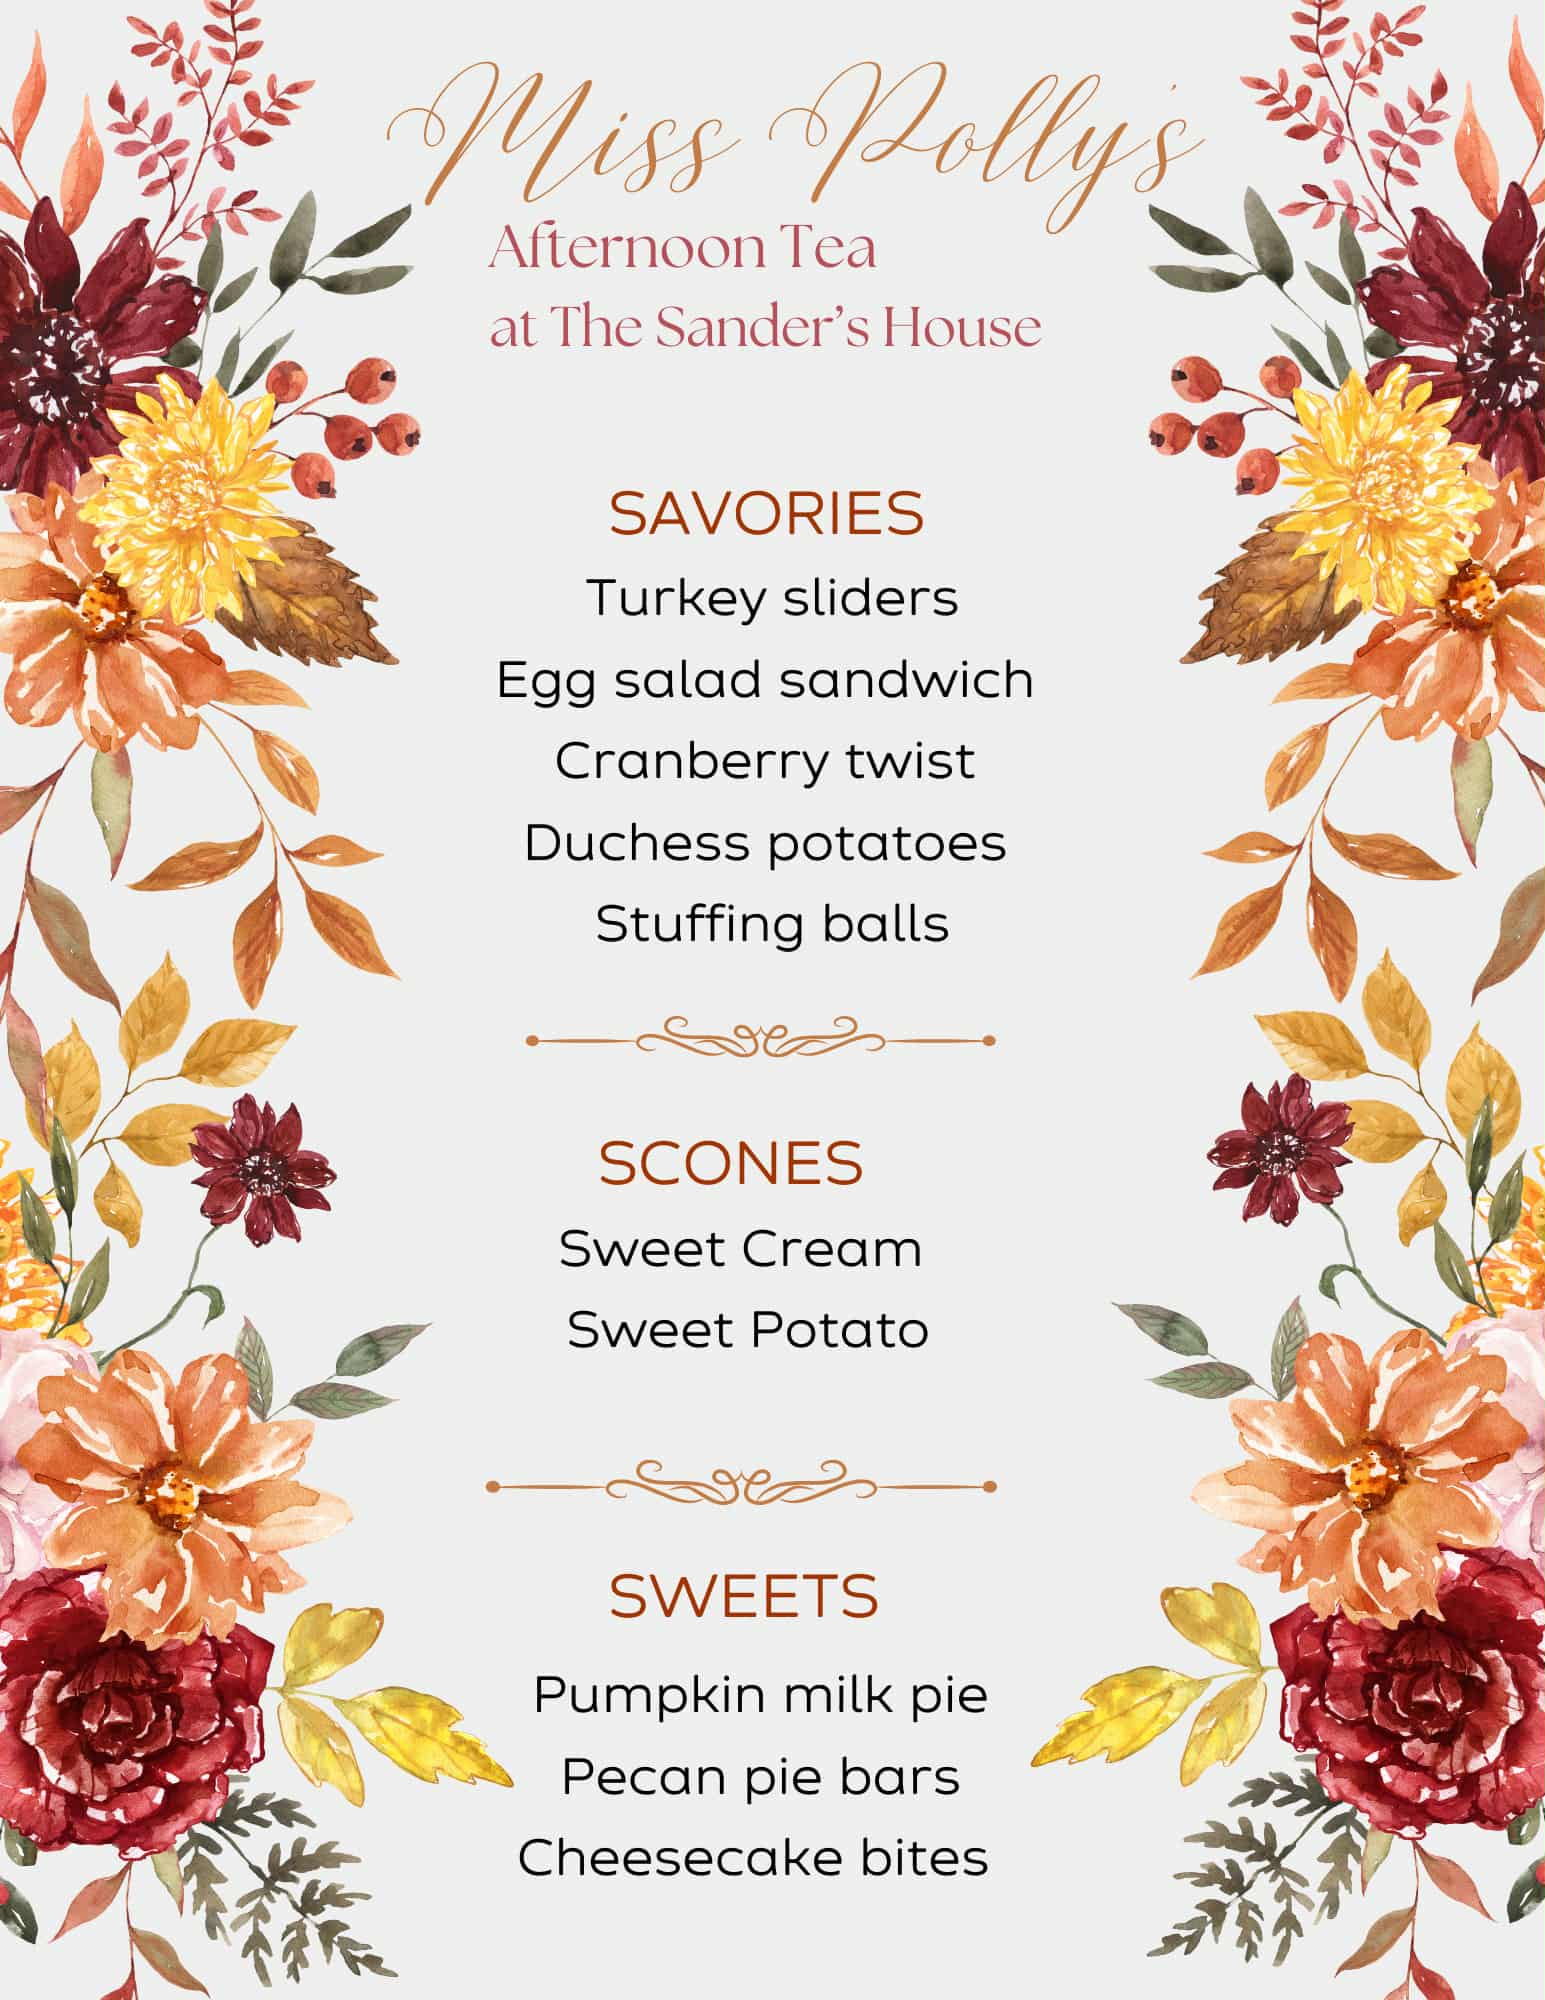 Miss Polly's
Afternoon Tea
at The Sander’s House
SAVORIES
Turkey sliders
Egg salad sandwich
Cranberry twist
Duchess potatoes
Stuffing balls
SCONES
Sweet Cream
Sweet Potato
SWEETS
Pumpkin milk pie
Pecan pie bars
Cheesecake bites